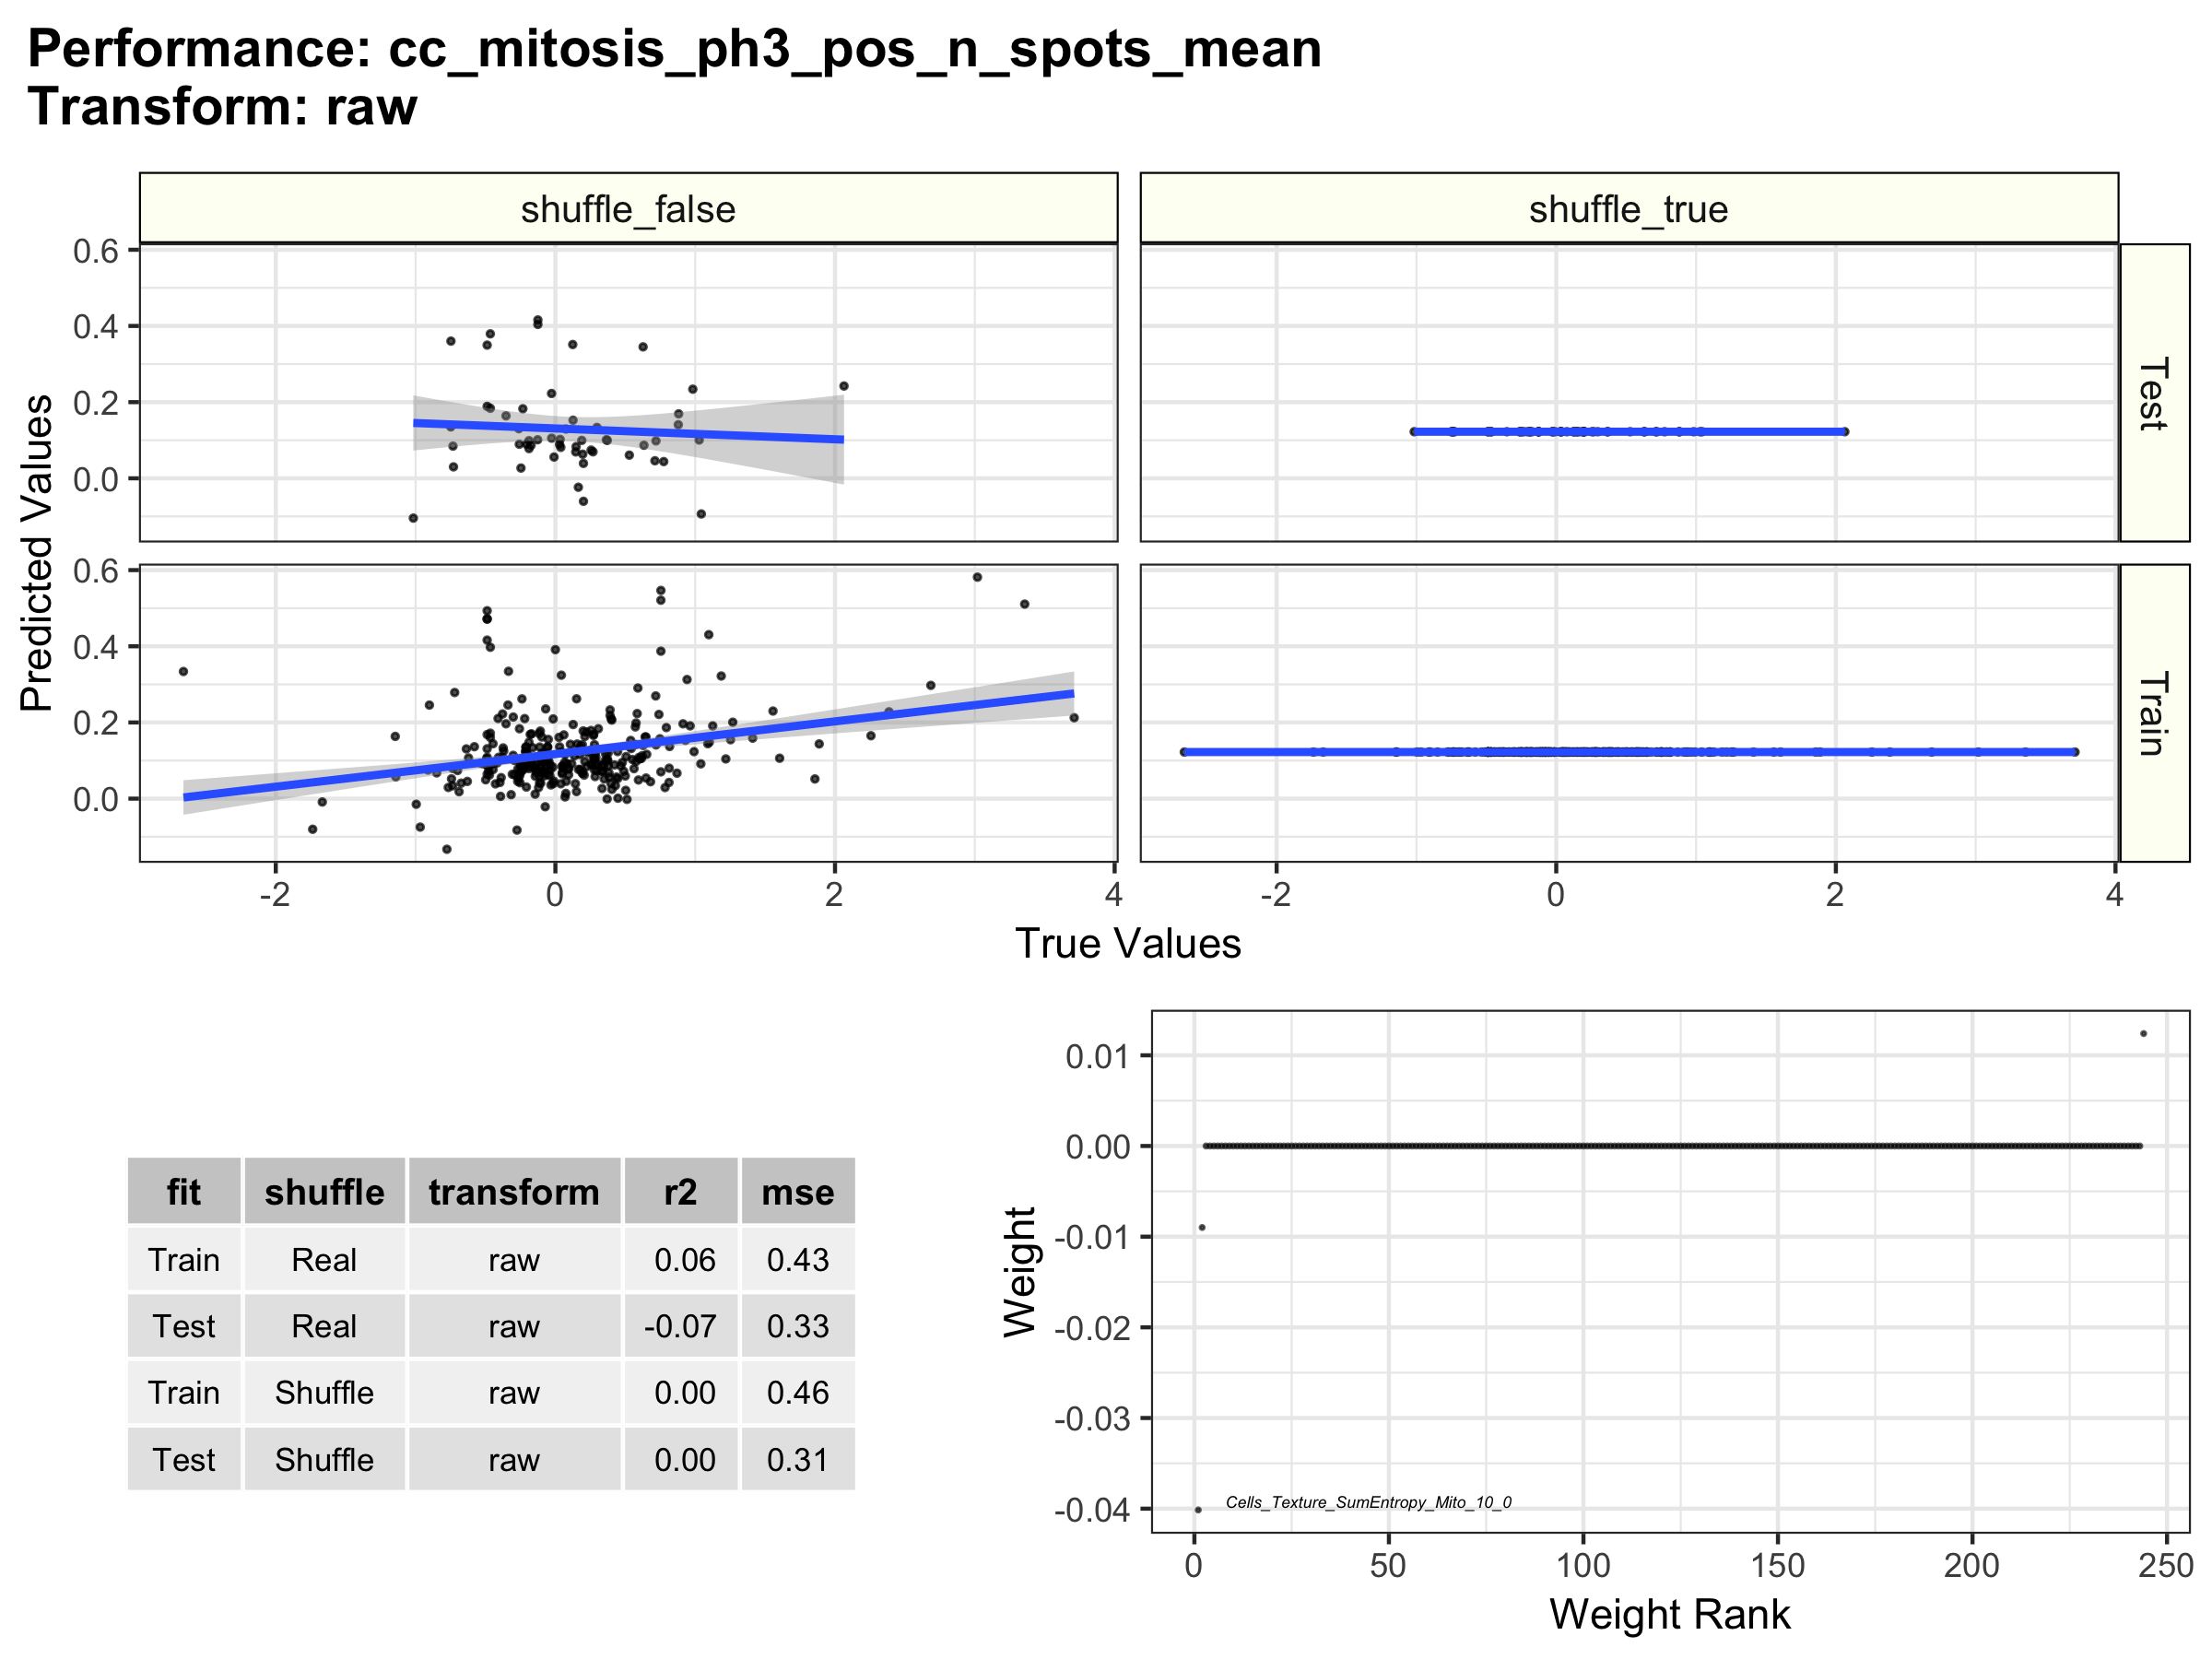 Performance: cc_mitosis_ph3_pos_n_spots_mean
Transform: raw
shuffle_false
shuffle_true
0.6
0.4
0.2
0.0
Test
Predicted Values
0.6
0.4
0.2
0.0
Train
-2 0 2 4
-2 0 2 4
True Values
fit shuffle transform r2 mse
Train Real raw 0.06 0.43
Test Real raw -0.07 0.33
Train Shuffle raw 0.00 0.46
Test Shuffle raw 0.00 0.31
Weight
0.01
0.00
-0.01
-0.02
-0.03
-0.04
Cells_Texture_SumEntropy_Mito_10_0
0 50 100 150 200 250
Weight Rank